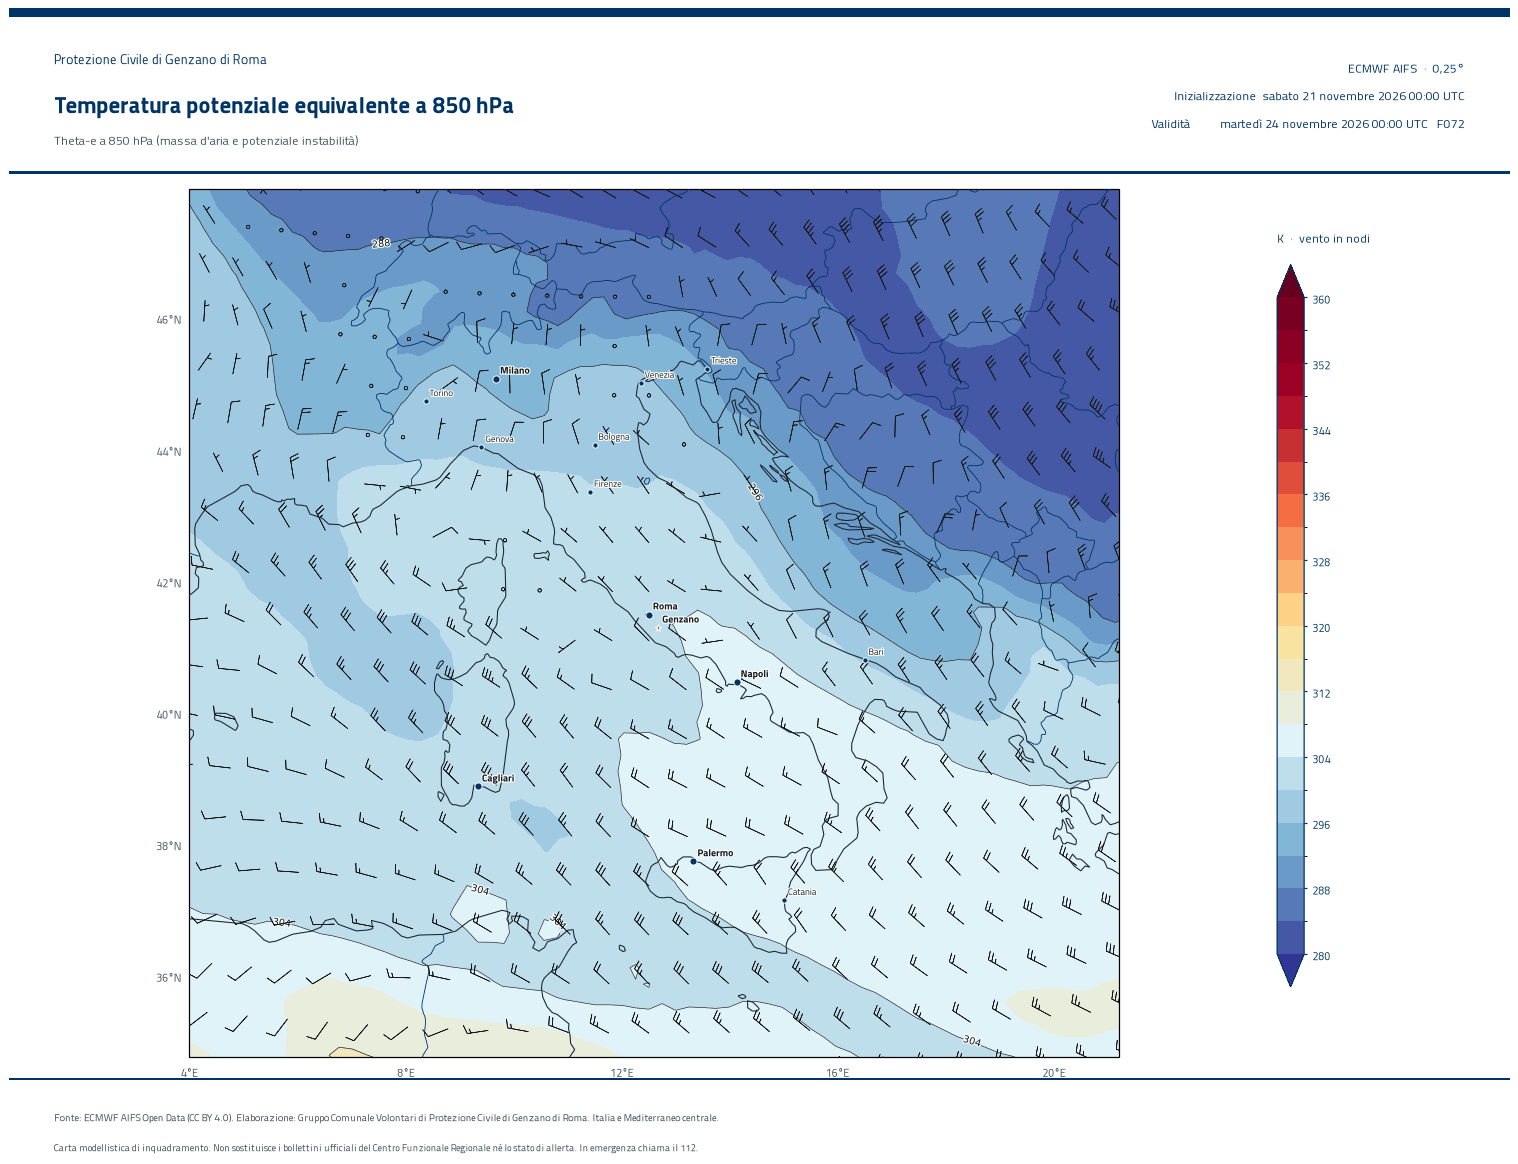 Protezione Civile di Genzano di Roma
Temperatura potenziale equivalente a 850 hPa
Theta-e a 850 hPa (massa d'aria e potenziale instabilità)
ECMWF AIFS · 0,25°
Inizializzazione sabato 21 novembre 2026 00:00 UTC
Validità martedì 24 novembre 2026 00:00 UTC F072
K · vento in nodi
360
352
344
336
328
320
312
304
296
288
280
46°N
44°N
42°N
40°N
38°N
36°N
4°E
8°E
12°E
16°E
20°E
288
Trieste
Milano
Venezia
Torino
Genova
Bologna
Firenze
296
Roma
Genzano
Bari
Napoli
Cagliari
Palermo
Catania
304
304
304
304
Fonte: ECMWF AIFS Open Data (CC BY 4.0). Elaborazione: Gruppo Comunale Volontari di Protezione Civile di Genzano di Roma. Italia e Mediterraneo centrale.
Carta modellistica di inquadramento. Non sostituisce i bollettini ufficiali del Centro Funzionale Regionale né lo stato di allerta. In emergenza chiama il 112.